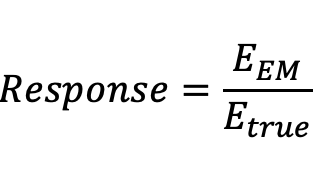 Response = E_EM / E_true